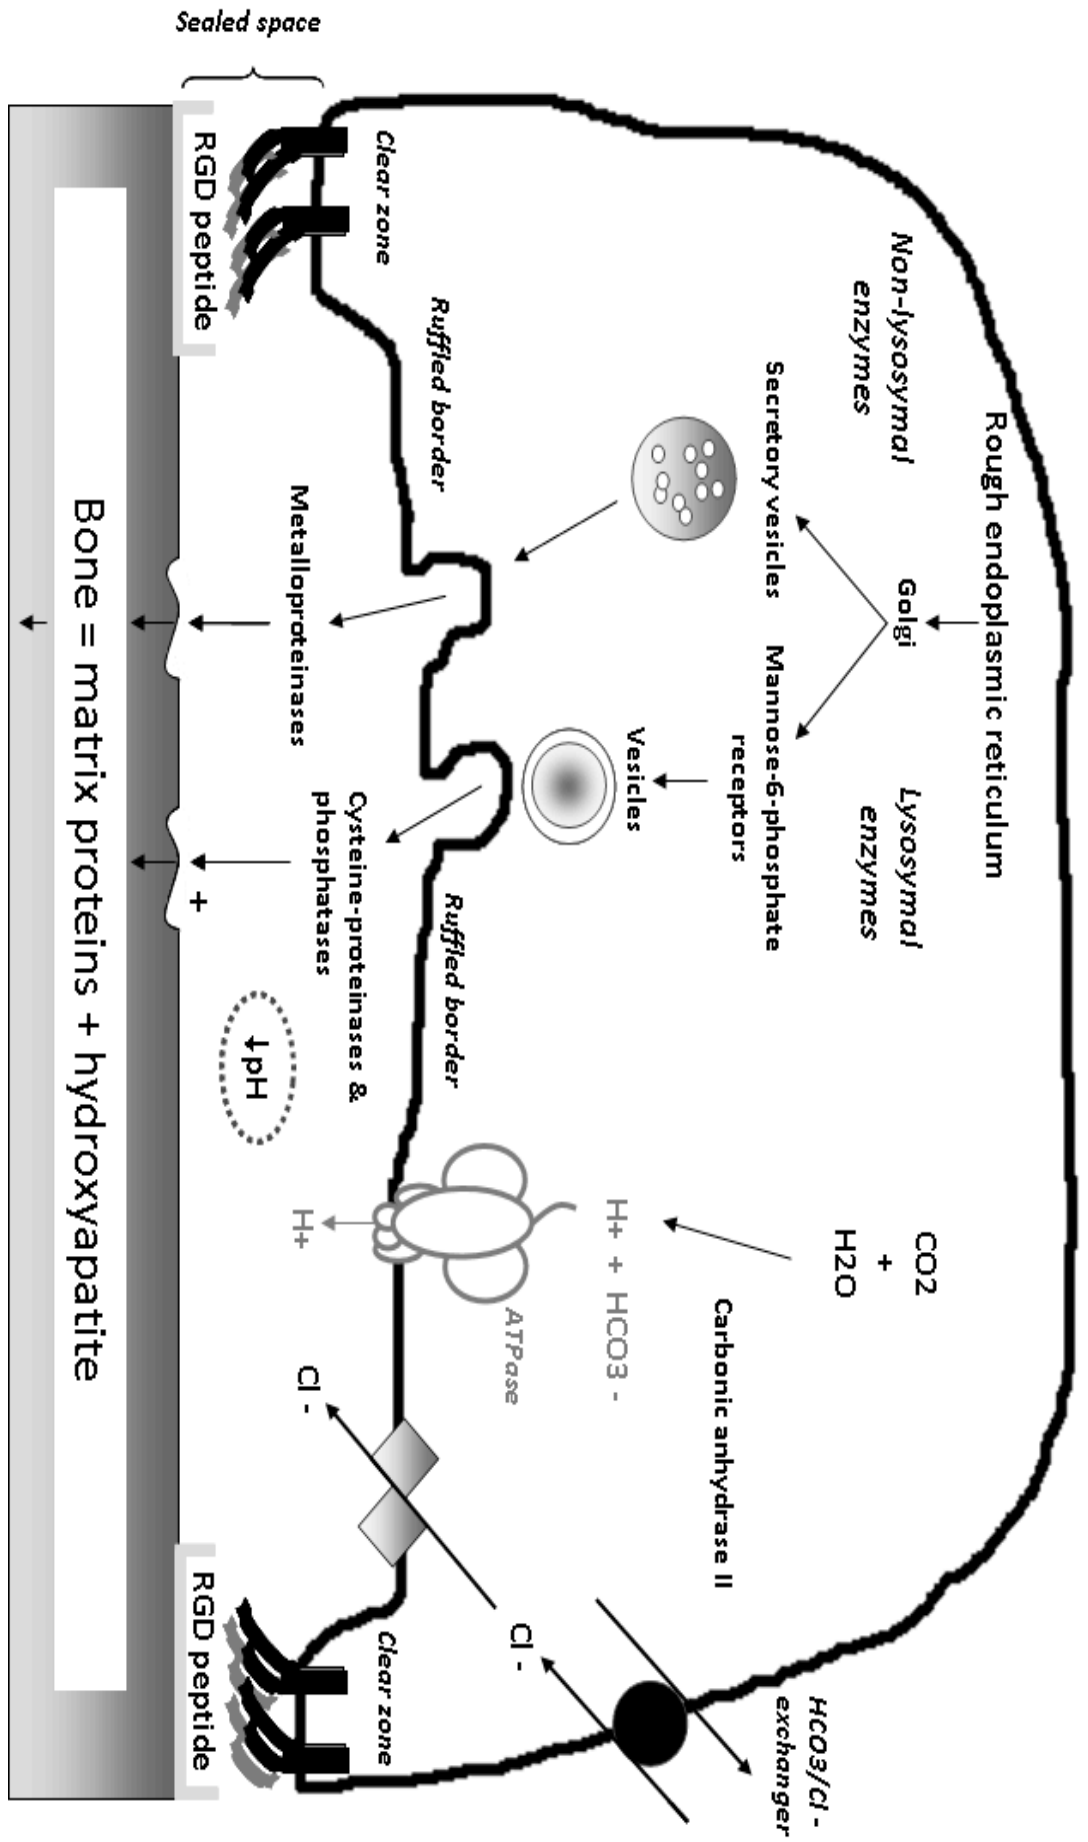 Rough endoplasmic reticulum
Non-lysosymal
enzymes
Golgi
Lysosymal
enzymes
CO2
+
H2O
HCO3/Cl -
exchanger
Secretory vesicles
Mannose-6-phosphate
receptors
Carbonic anhydrase II
Vesicles
H+ + HCO3 -
Cl -
ATPase
Ruffled border
Ruffled border
Clear zone
Clear zone
Metalloproteinases
Cysteine-proteinases &
phosphatases
H+
Cl -
↓pH
Sealed space
RGD peptide
+
RGD peptide
Bone = matrix proteins + hydroxyapatite